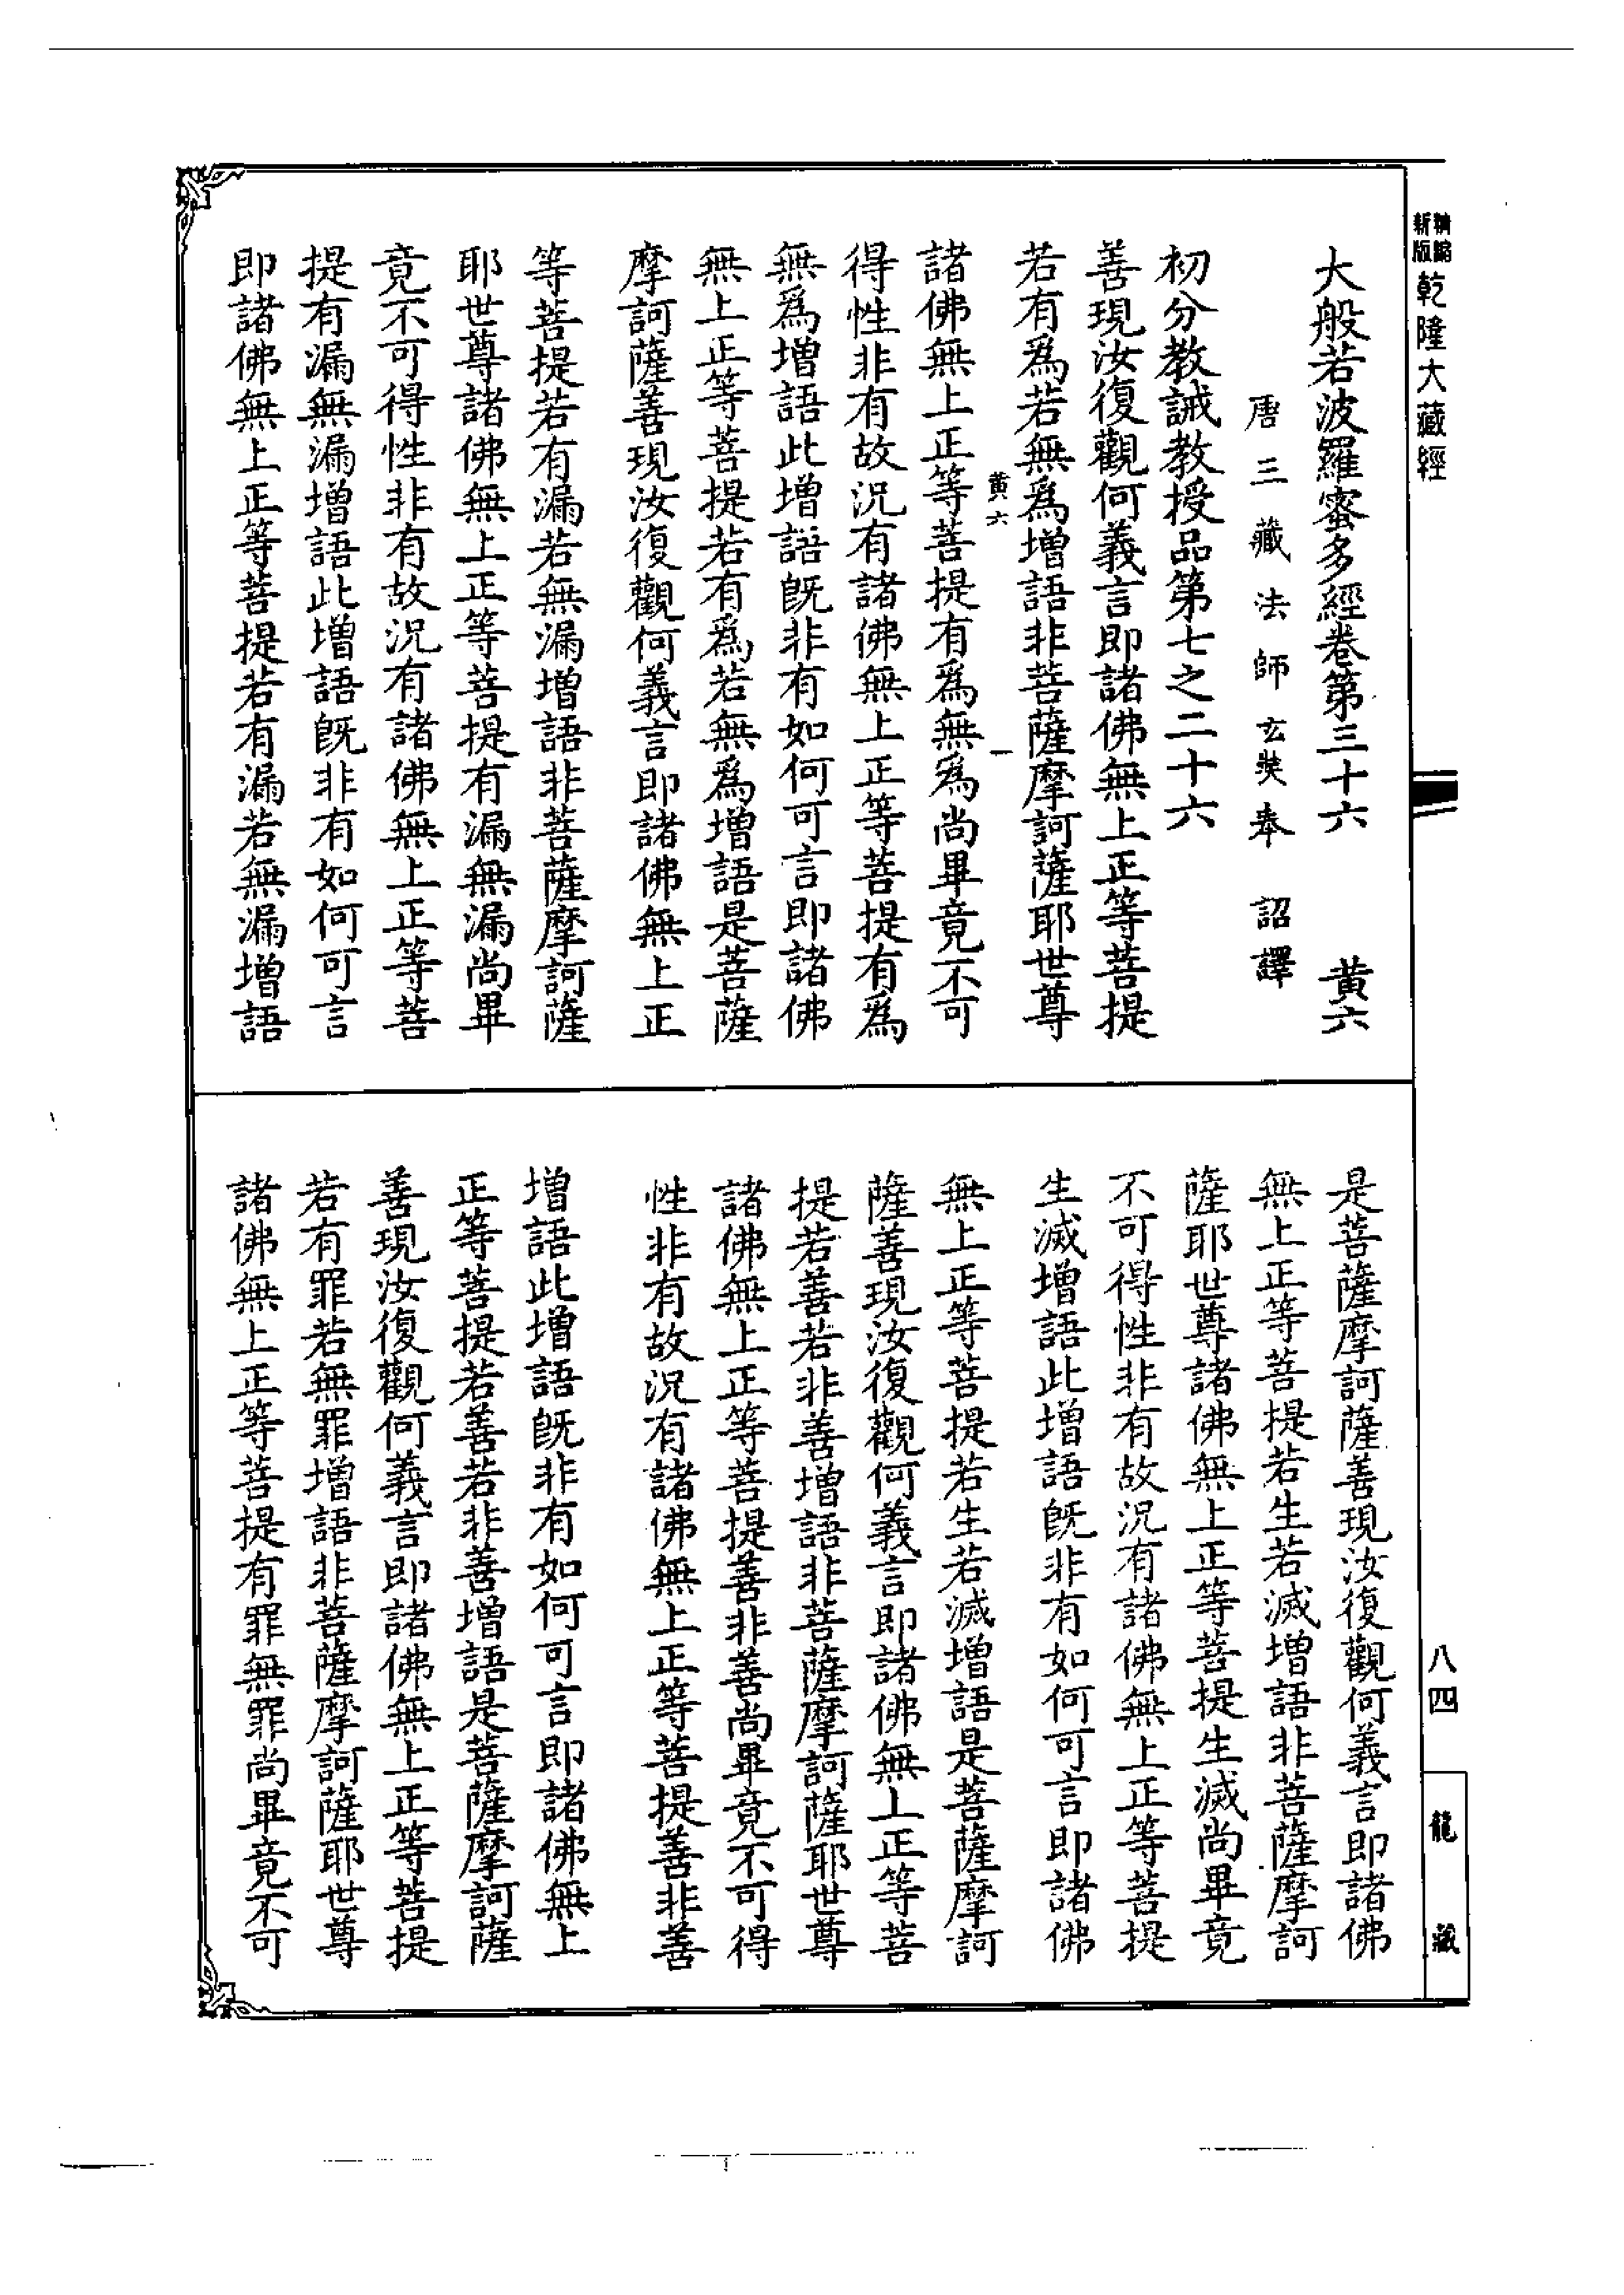 精縮新版 乾隆大藏經
大般若波羅蜜多經卷第三十六 黃六
唐三藏法師玄奘奉 詔譯
初分教誡教授品第七之二十六
善現汝復觀何義言即諸佛無上正等菩提
若有爲若無爲增語非菩薩摩訶薩耶世尊
黃六 一
諸佛無上正等菩提有爲無爲尚畢竟不可
得性非有故況有諸佛無上正等菩提有爲
無爲增語此增語旣非有如何可言即諸佛
無上正等菩提若有爲若無爲增語是菩薩
摩訶薩善現汝復觀何義言即諸佛無上正
等菩提若有漏若無漏增語非菩薩摩訶薩
耶世尊諸佛無上正等菩提有漏無漏尚畢
竟不可得性非有故況有諸佛無上正等菩
提有漏無漏增語此增語旣非有如何可言
即諸佛無上正等菩提若有漏若無漏增語
是菩薩摩訶薩善現汝復觀何義言即諸佛
無上正等菩提若生若滅增語非菩薩摩訶
薩耶世尊諸佛無上正等菩提生滅尚畢竟
不可得性非有故況有諸佛無上正等菩提
生滅增語此增語旣非有如何可言即諸佛
無上正等菩提若生若滅增語是菩薩摩訶
薩善現汝復觀何義言即諸佛無上正等菩
提若善若非善增語非菩薩摩訶薩耶世尊
諸佛無上正等菩提善非善尚畢竟不可得
性非有故況有諸佛無上正等菩提善非善
增語此增語旣非有如何可言即諸佛無上
正等菩提若善若非善增語是菩薩摩訶薩
善現汝復觀何義言即諸佛無上正等菩提
若有罪若無罪增語非菩薩摩訶薩耶世尊
諸佛無上正等菩提有罪無罪尚畢竟不可
八四
龍藏